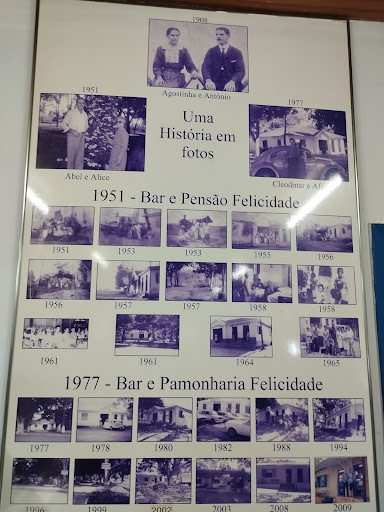 1908
Agostinha e Antônio
1951
1977
Uma
História em
fotos
Abel e Alice
Cleodmar e
1951 - Bar e Pensão Felicidade
1951 1953 1953 1955 1956
1956 1957 1957 1958 1958
1961 1961 1964 1965
1977 - Bar e Pamonharia Felicidade
1977 1978 1980 1982 1988 1994
1996 1999 2002 2003 2008 2009